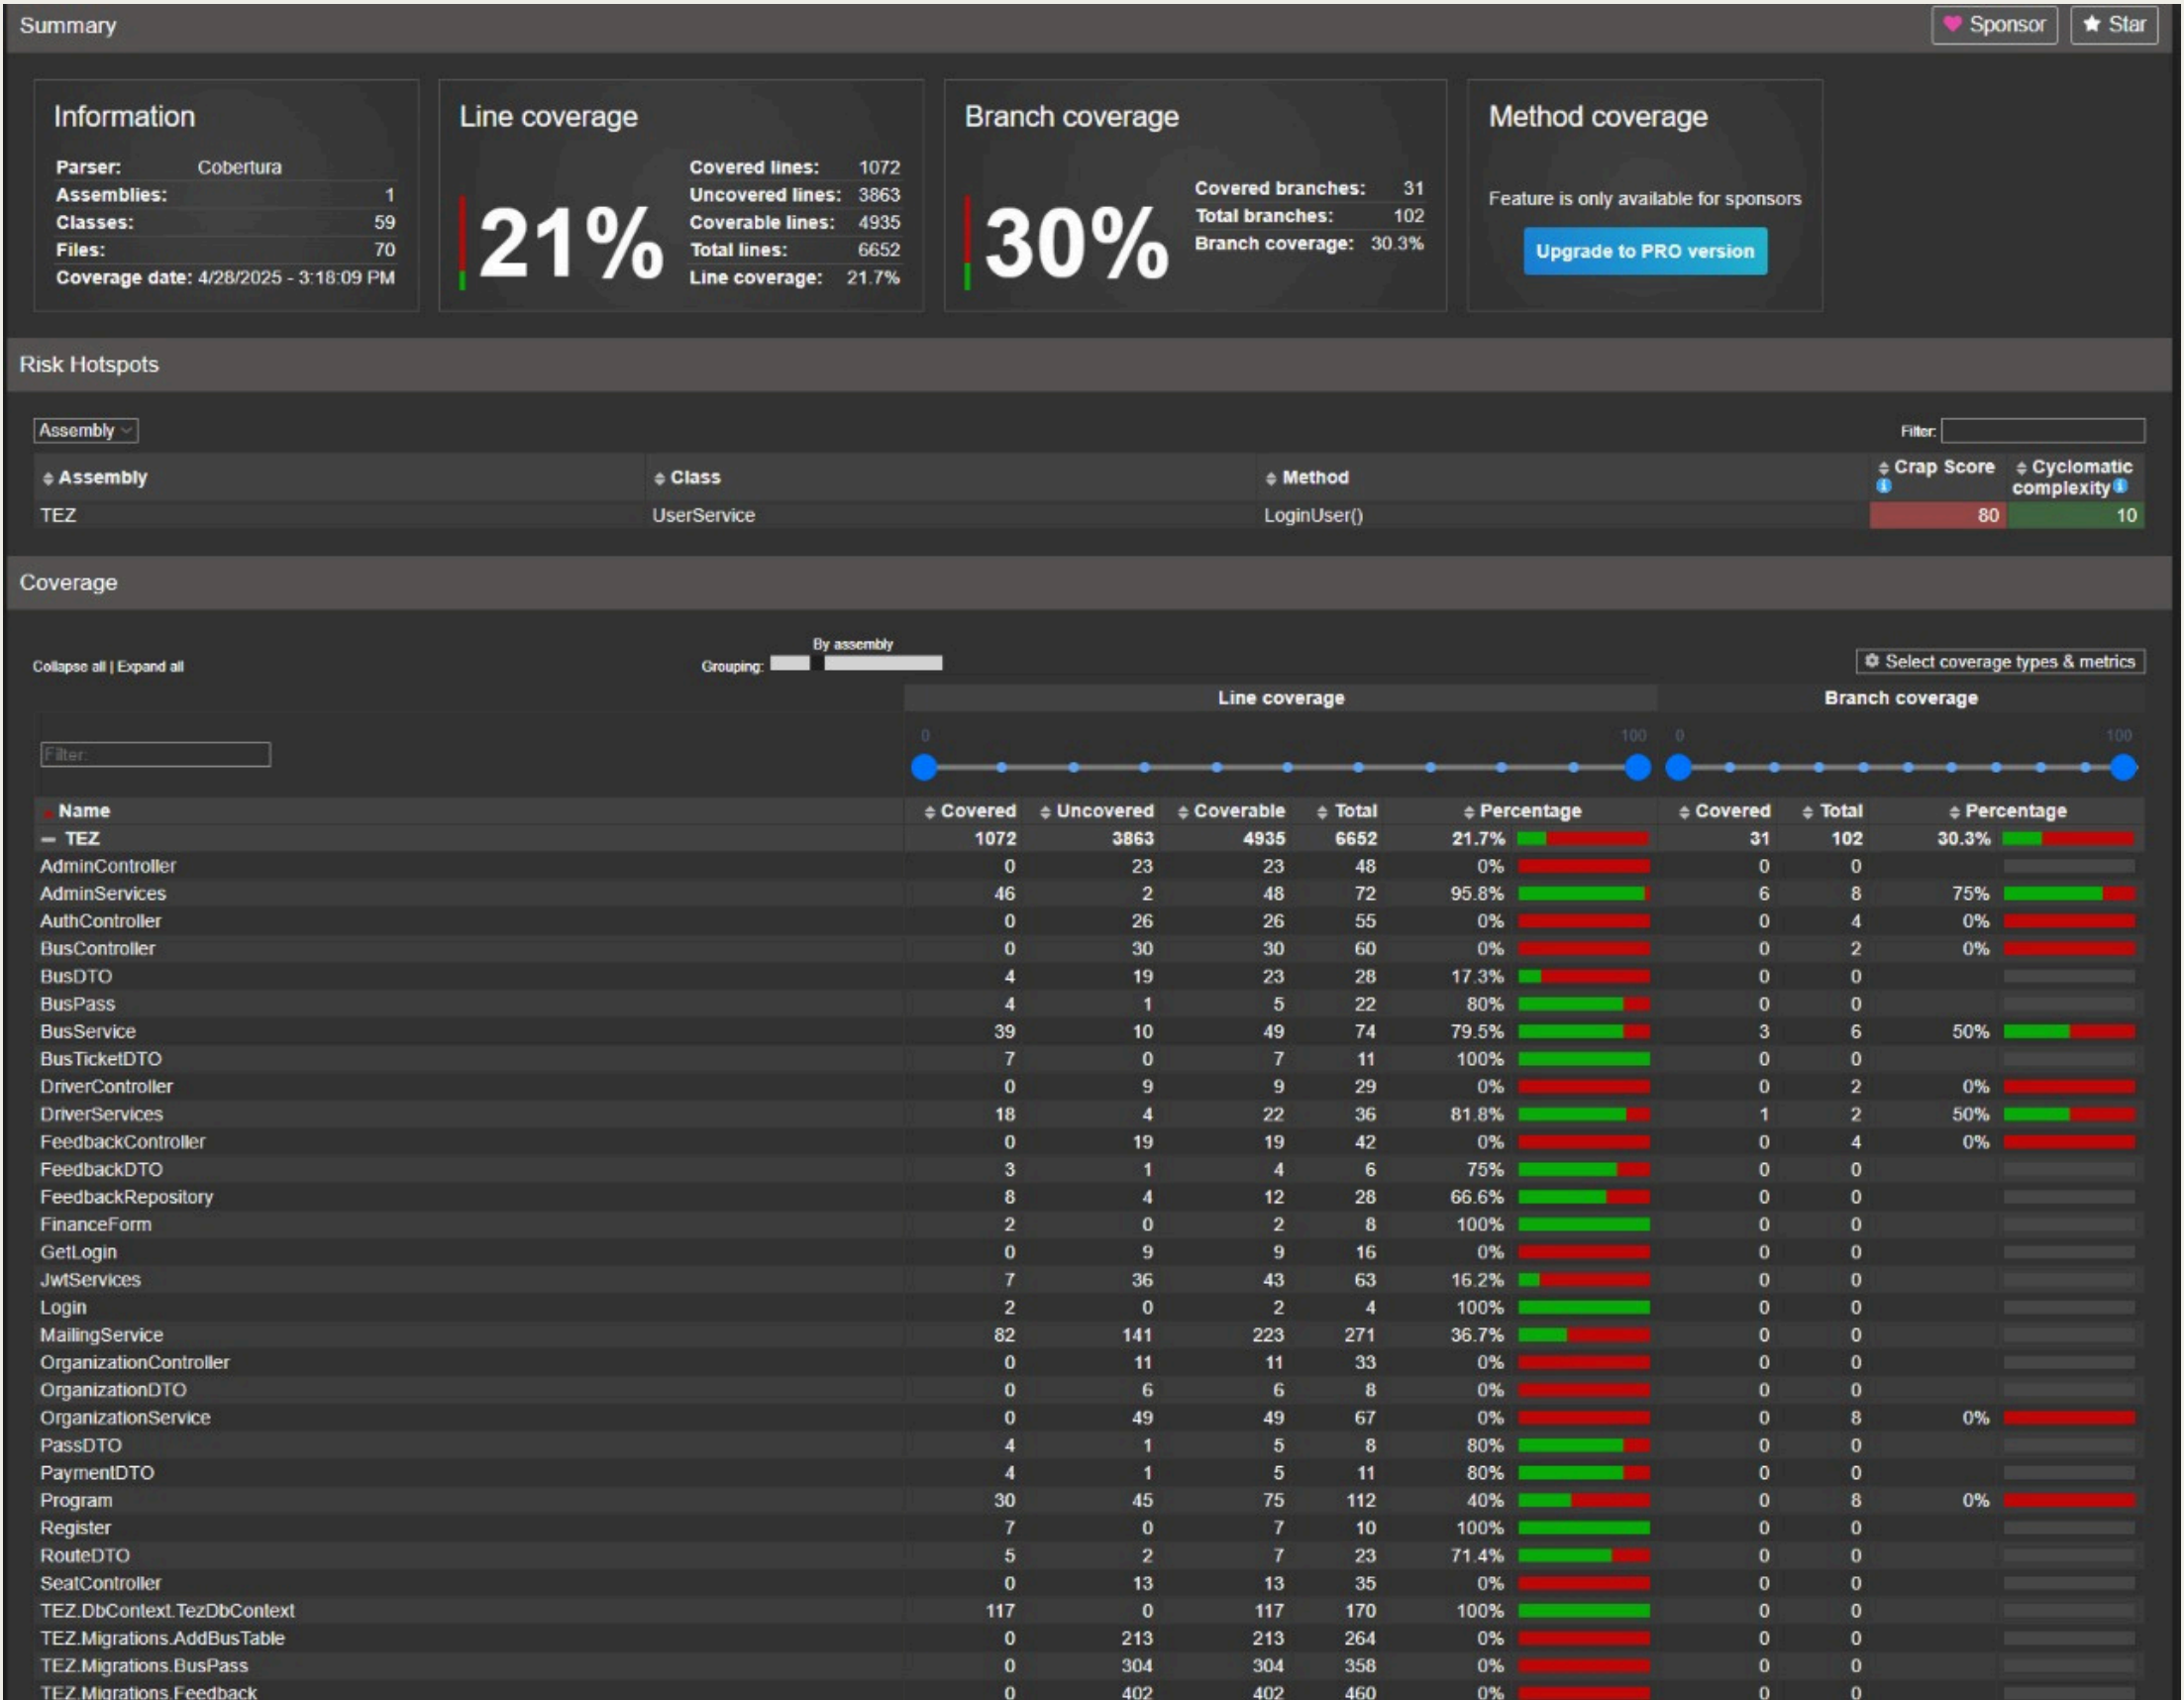 Summary
Sponsor
Star
Information
Parser: Cobertura
Assemblies: 1
Classes: 59
Files: 70
Coverage date: 4/28/2025 - 3:18:09 PM
Line coverage
21%
Covered lines: 1072
Uncovered lines: 3863
Coverable lines: 4935
Total lines: 6652
Line coverage: 21.7%
Branch coverage
30%
Covered branches: 31
Total branches: 102
Branch coverage: 30.3%
Method coverage
Feature is only available for sponsors
Upgrade to PRO version
Risk Hotspots
Assembly
Filter:
Assembly Class Method Crap Score Cyclomatic complexity
TEZ UserService LoginUser() 80 10
Coverage
Collapse all | Expand all
By assembly
Grouping:
Select coverage types & metrics
Line coverage Branch coverage
0 100 0 100
Filter:
Name Covered Uncovered Coverable Total Percentage Covered Total Percentage
TEZ 1072 3863 4935 6652 21.7% 31 102 30.3%
AdminController 0 23 23 48 0% 0 0
AdminServices 46 2 48 72 95.8% 6 8 75%
AuthController 0 26 26 55 0% 0 4 0%
BusController 0 30 30 60 0% 0 2 0%
BusDTO 4 19 23 28 17.3% 0 0
BusPass 4 1 5 22 80% 0 0
BusService 39 10 49 74 79.5% 3 6 50%
BusTicketDTO 7 0 7 11 100% 0 0
DriverController 0 9 9 29 0% 0 2 0%
DriverServices 18 4 22 36 81.8% 1 2 50%
FeedbackController 0 19 19 42 0% 0 4 0%
FeedbackDTO 3 1 4 6 75% 0 0
FeedbackRepository 8 4 12 28 66.6% 0 0
FinanceForm 2 0 2 8 100% 0 0
GetLogin 0 9 9 16 0% 0 0
JwtServices 7 36 43 63 16.2% 0 0
Login 2 0 2 4 100% 0 0
MailingService 82 141 223 271 36.7% 0 0
OrganizationController 0 11 11 33 0% 0 0
OrganizationDTO 0 6 6 8 0% 0 0
OrganizationService 0 49 49 67 0% 0 8 0%
PassDTO 4 1 5 8 80% 0 0
PaymentDTO 4 1 5 11 80% 0 0
Program 30 45 75 112 40% 0 8 0%
Register 7 0 7 10 100% 0 0
RouteDTO 5 2 7 23 71.4% 0 0
SeatController 0 13 13 35 0% 0 0
TEZ.DbContext.TezDbContext 117 0 117 170 100% 0 0
TEZ.Migrations.AddBusTable 0 213 213 264 0% 0 0
TEZ.Migrations.BusPass 0 304 304 358 0% 0 0
TEZ.Migrations.Feedback 0 402 402 460 0% 0 0